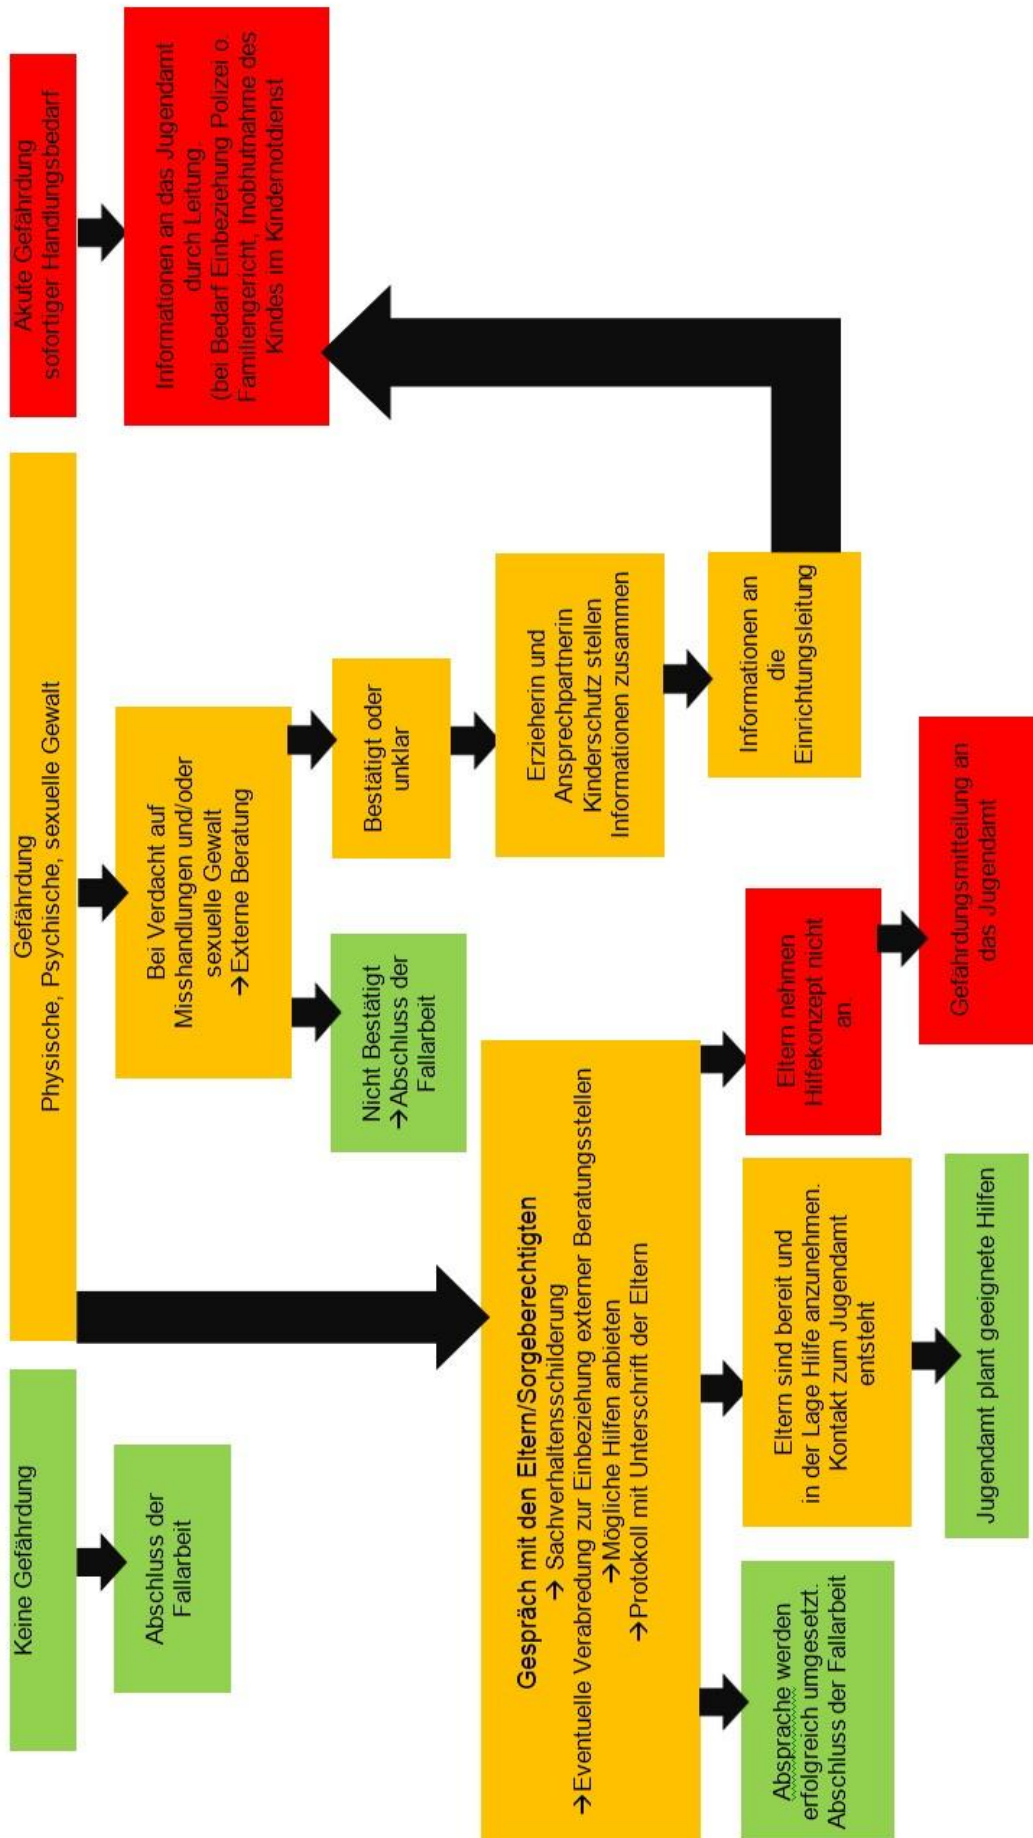 Keine Gefährdung
Abschluss der
Fallarbeit
Gefährdung
Physische, Psychische, sexuelle Gewalt
Akute Gefährdung
sofortiger Handlungsbedarf
Informationen an das Jugendamt
durch Leitung.
(bei Bedarf Einbeziehung Polizei o.
Familiengericht, Inobhutnahme des
Kindes im Kindernotdienst
Bei Verdacht auf
Misshandlungen und/oder
sexuelle Gewalt
→Externe Beratung
Nicht Bestätigt
→Abschluss der
Fallarbeit
Bestätigt oder
unklar
Erzieherin und
Ansprechpartnerin
Kinderschutz stellen
Informationen zusammen
Informationen an
die
Einrichtungsleitung
Gespräch mit den Eltern/Sorgeberechtigten
→ Sachverhaltensschilderung
→Eventuelle Verabredung zur Einbeziehung externer Beratungsstellen
→Mögliche Hilfen anbieten
→Protokoll mit Unterschrift der Eltern
Absprache werden
erfolgreich umgesetzt.
Abschluss der Fallarbeit
Eltern sind bereit und
in der Lage Hilfe anzunehmen.
Kontakt zum Jugendamt
entsteht
Jugendamt plant geeignete Hilfen
Eltern nehmen
Hilfekonzept nicht
an
Gefährdungsmitteilung an
das Jugendamt